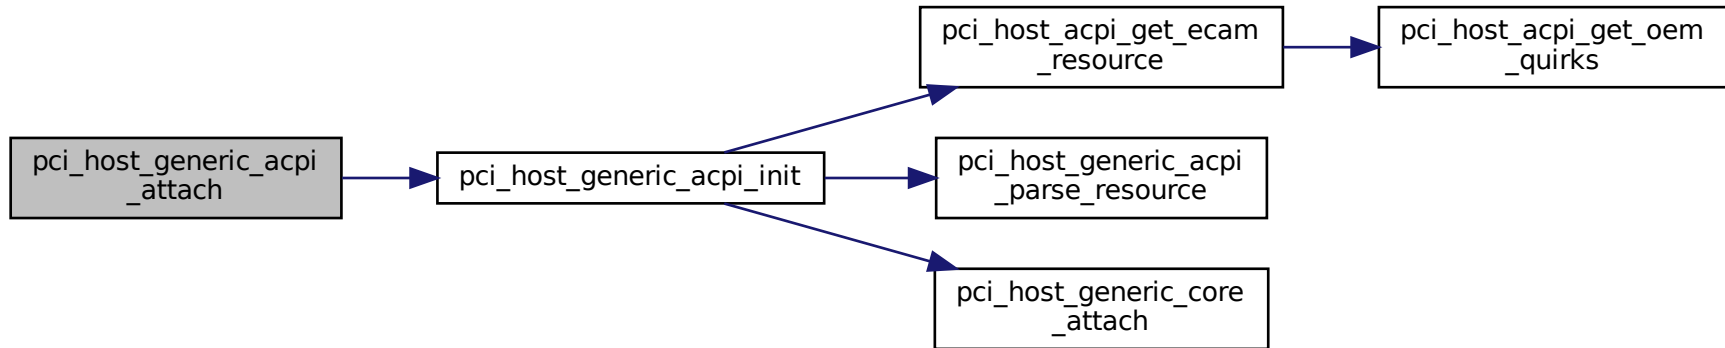 pci_host_generic_acpi
_attach
pci_host_generic_acpi_init
pci_host_acpi_get_ecam
_resource
pci_host_acpi_get_oem
_quirks
pci_host_generic_acpi
_parse_resource
pci_host_generic_core
_attach